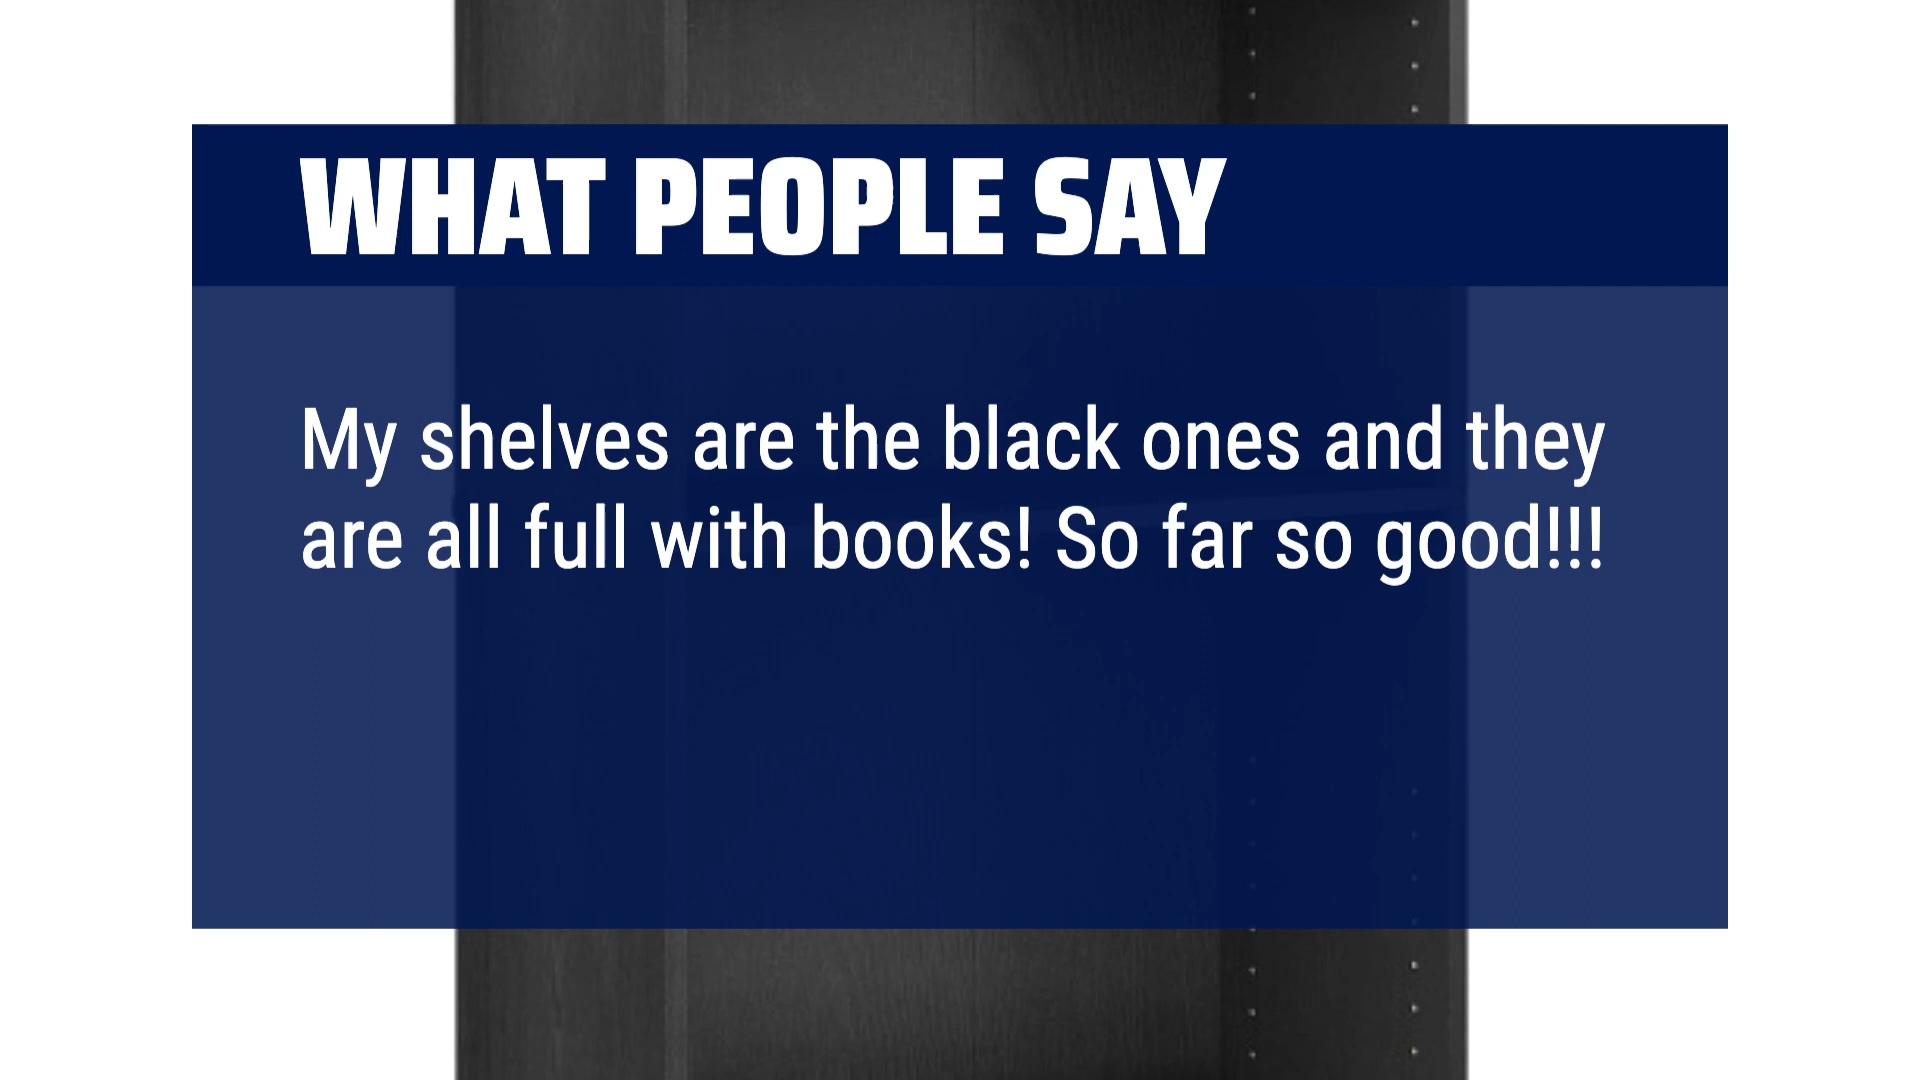 WHAT PEOPLE SAY
My shelves are the black ones and they
are all full with books! So far so good!!!